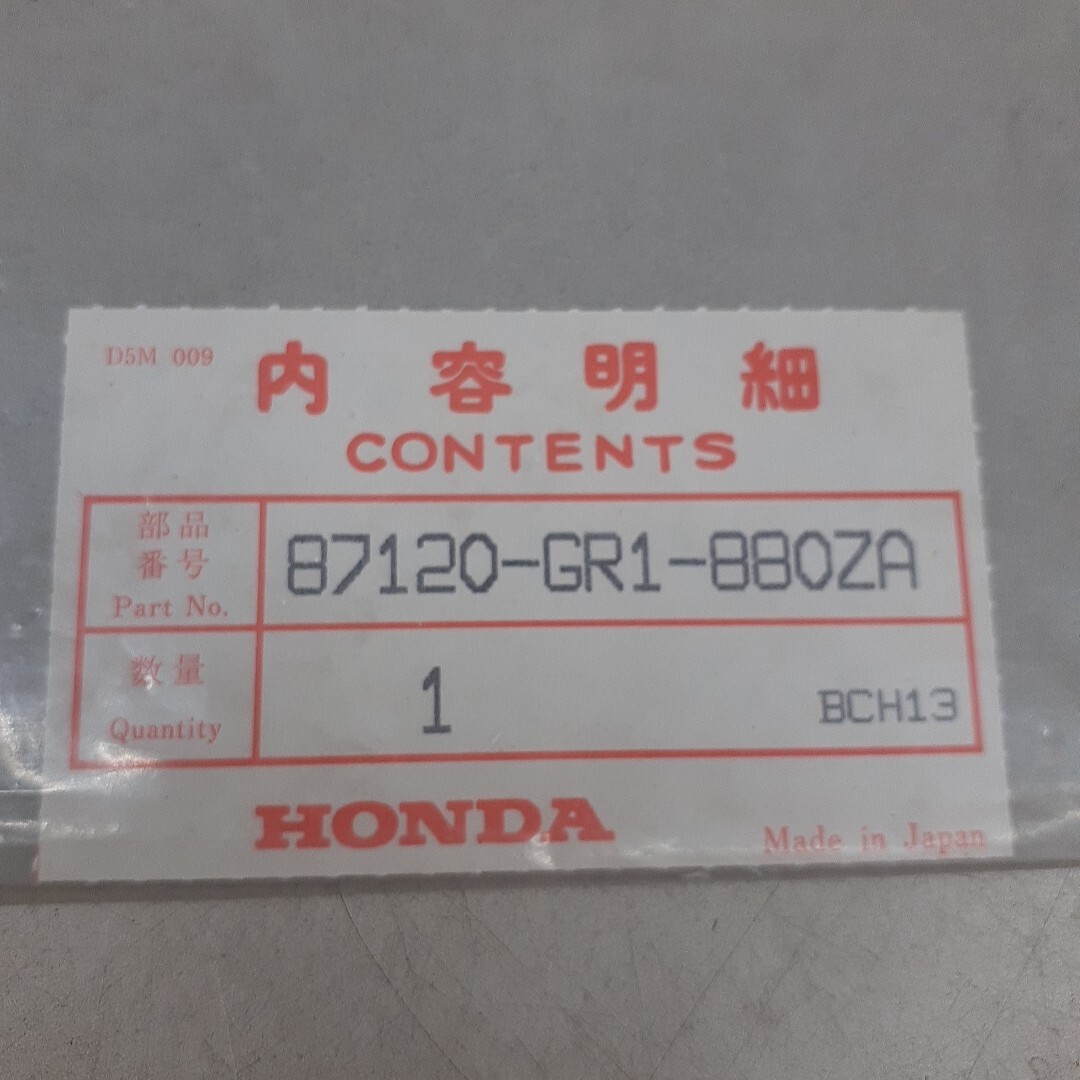 D5M 009
内容明細
CONTENTS
部品
番号
Part No.
87120-GR1-880ZA
数量
Quantity
1
BCH13
HONDA
Made in Japan